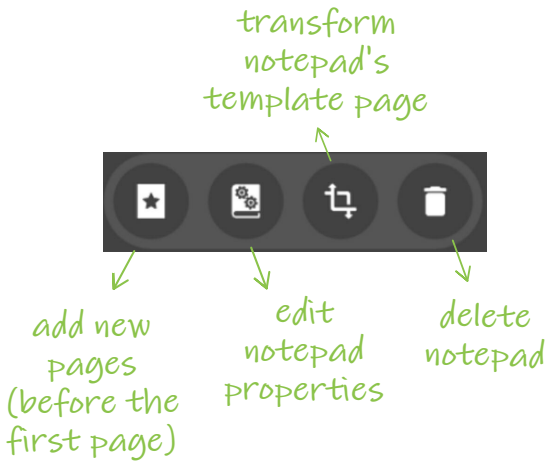 transform
notepad's
template page
add new
pages
(before the
first page)
edit
notepad
properties
delete
notepad